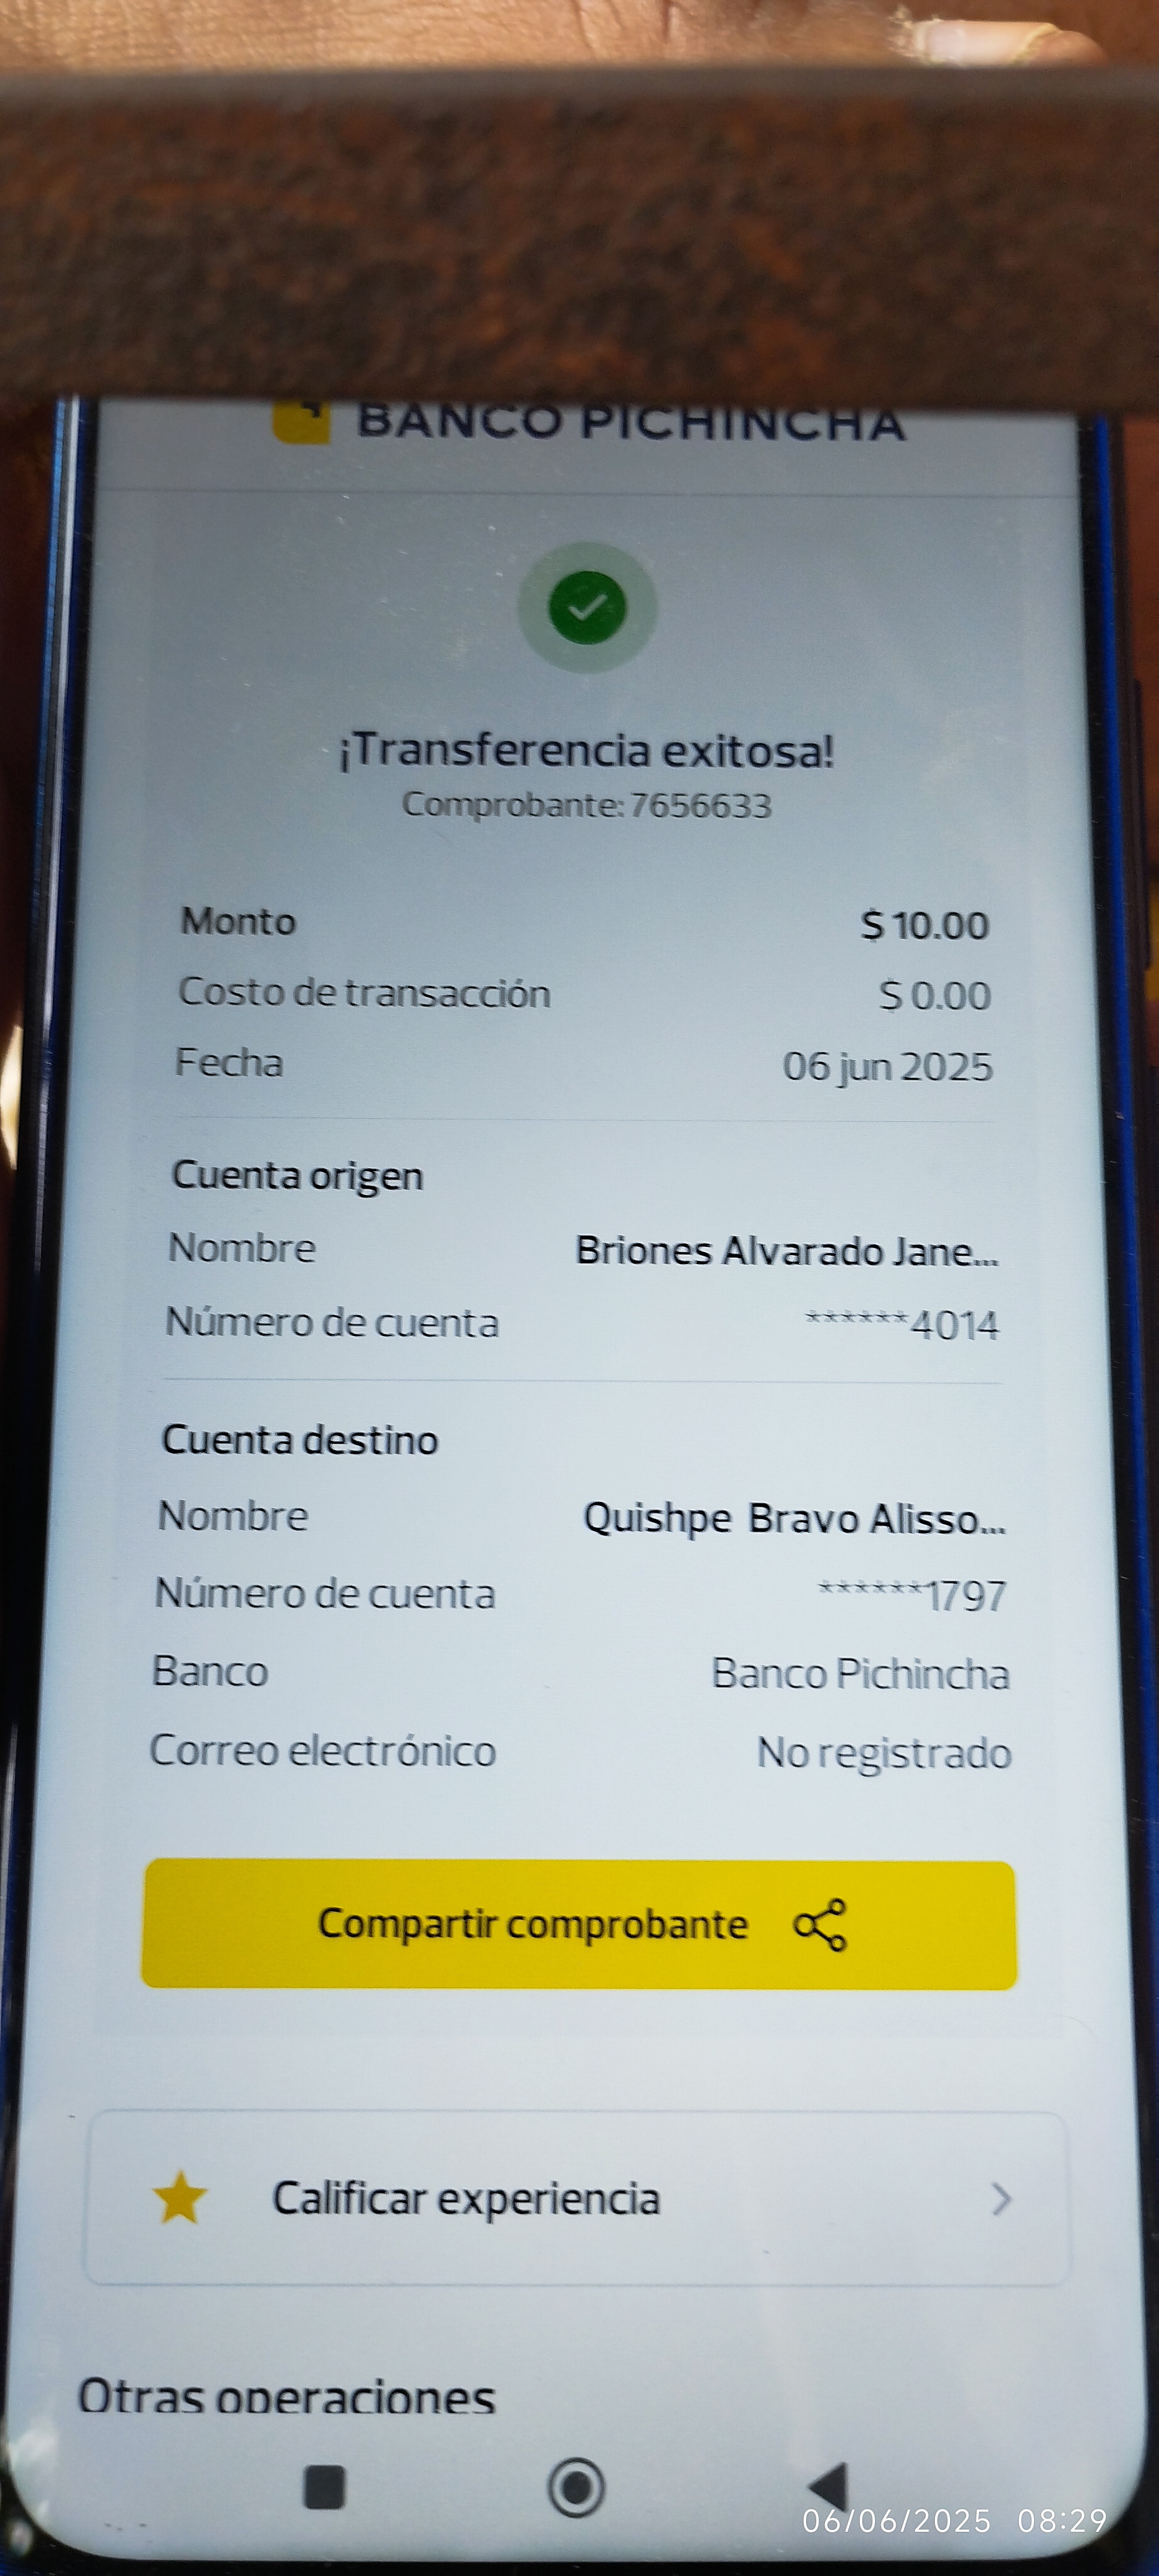 BANCO PICHINCHA
¡Transferencia exitosa!
Comprobante: 7656633
Monto $ 10.00
Costo de transacción $ 0.00
Fecha 06 jun 2025
Cuenta origen
Nombre Briones Alvarado Jane...
Número de cuenta ******4014
Cuenta destino
Nombre Quishpe Bravo Alisso...
Número de cuenta ******1797
Banco Banco Pichincha
Correo electrónico No registrado
Compartir comprobante
Calificar experiencia
Otras operaciones
06/06/2025 08:29